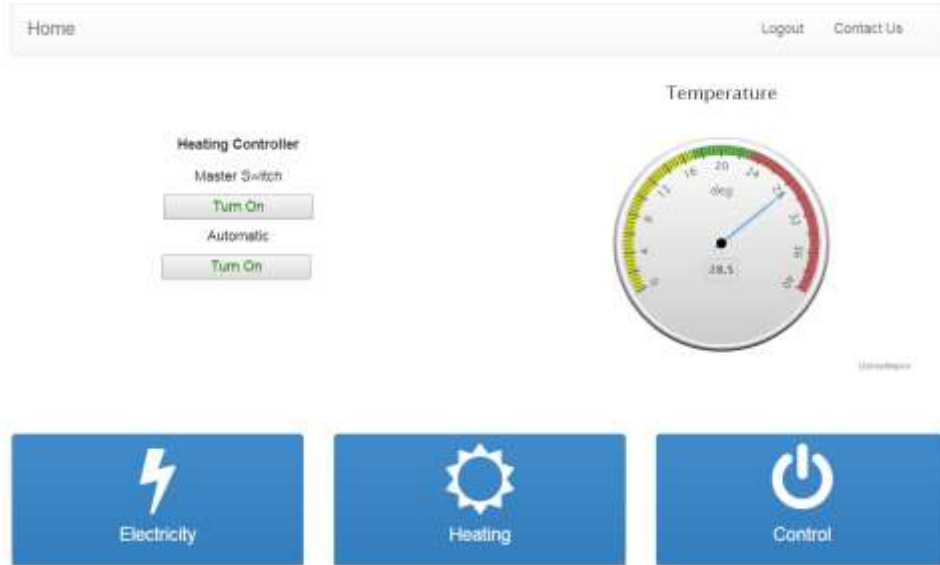 Home
Logout Contact Us
Temperature
Heating Controller
Master Switch
Turn On
Automatic
Turn On
0
4
8
12
16
20
24
28
32
36
40
deg
28.5
Electricity
Heating
Control